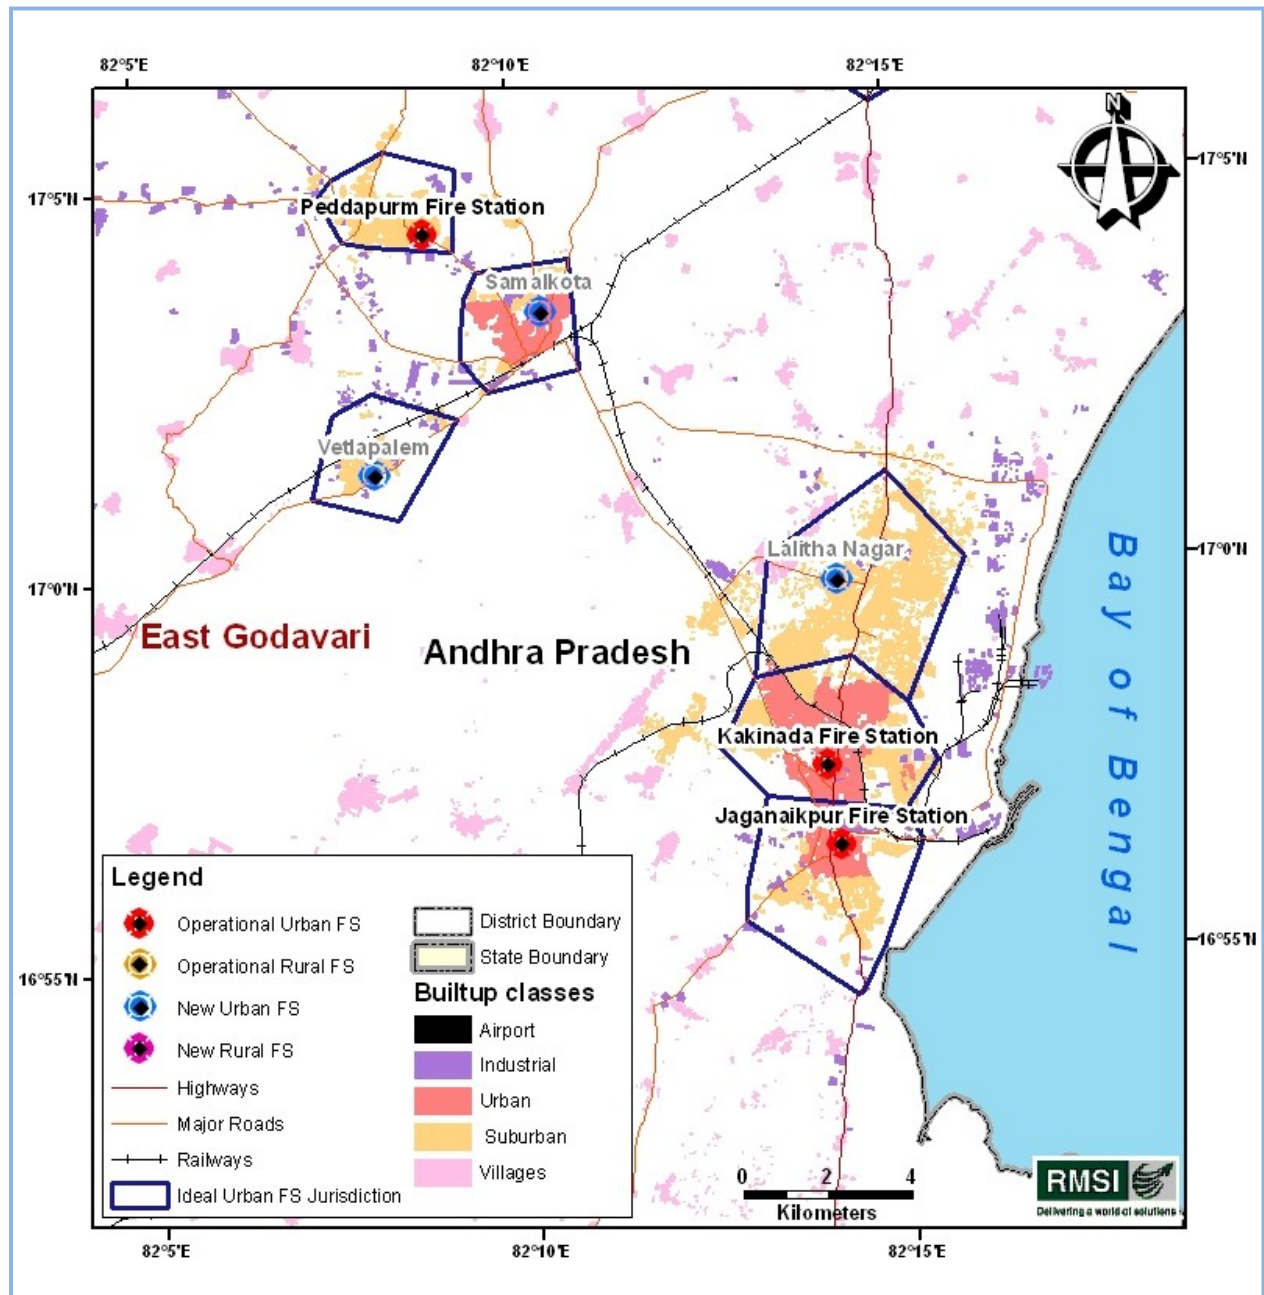 82°5'E
82°10'E
82°15'E
N
17°5'N
17°5'N
Peddapurm Fire Station
Samalkota
Vetlapalem
Lalitha Nagar
17°0'N
17°0'N
East Godavari
Andhra Pradesh
Bay of Bengal
Kakinada Fire Station
Jaganaikpur Fire Station
16°55'N
16°55'N
Legend
Operational Urban FS
Operational Rural FS
New Urban FS
New Rural FS
Highways
Major Roads
Railways
Ideal Urban FS Jurisdiction
District Boundary
State Boundary
Builtup classes
Airport
Industrial
Urban
Suburban
Villages
0 2 4
Kilometers
RMSI
Delivering a world of solutions
82°5'E
82°10'E
82°15'E